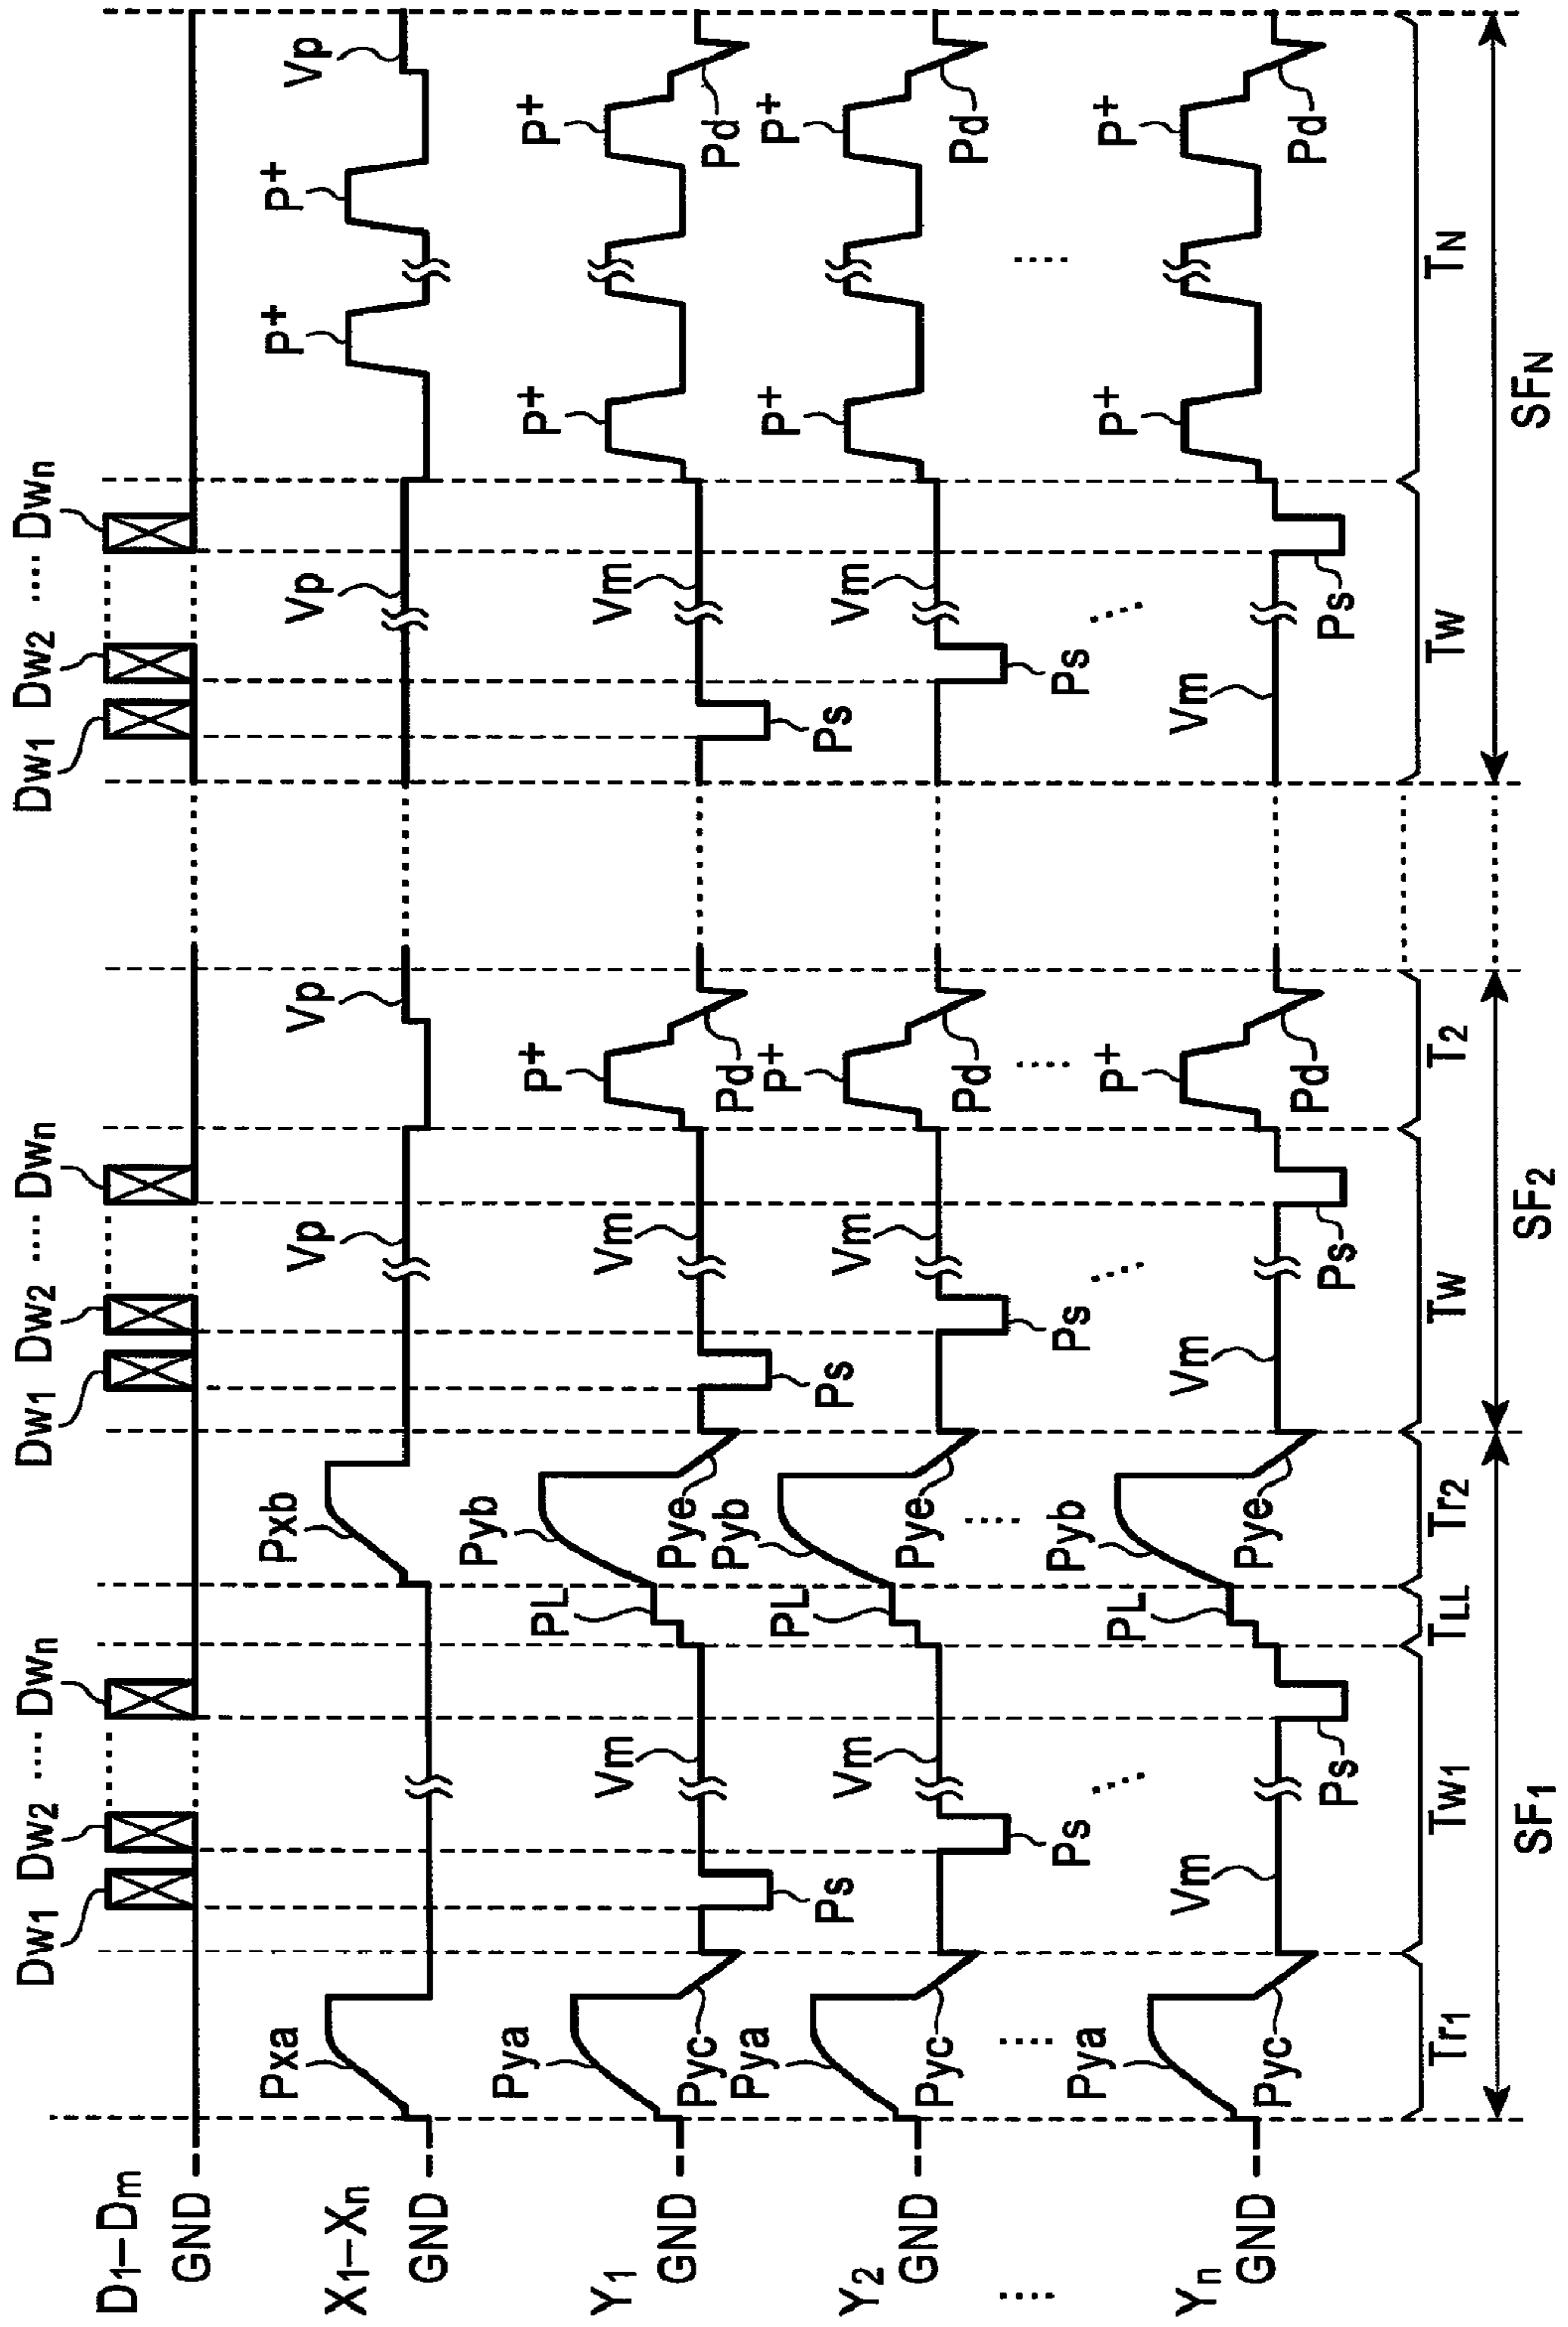 Dw1 Dw2 ..... Dwn Dw1 Dw2 ..... Dwn Dw1 Dw2 ..... Dwn
D1–Dm
GND
Pxa Pxb Vp Vp Vp P+ P+ Vp
X1–Xn
GND
Pya Vm PL Pyb Vm P+ Vm P+ P+
Y1
GND
Pyc Ps Pye Ps Pd Ps Pd
Pya Vm PL Pyb Vm P+ Vm P+ P+
Y2
GND
Pyc Ps Pye Ps Pd Ps Pd
..... ..... ..... ..... ..... ..... ..... .....
Pya Vm PL Pyb Vm P+ Vm P+ P+
Yn
GND
Pyc Ps Pye Ps Pd Ps Pd
Tr1 Tw1 TLL Tr2 Tw T2 Tw TN
SF1 SF2 SFN